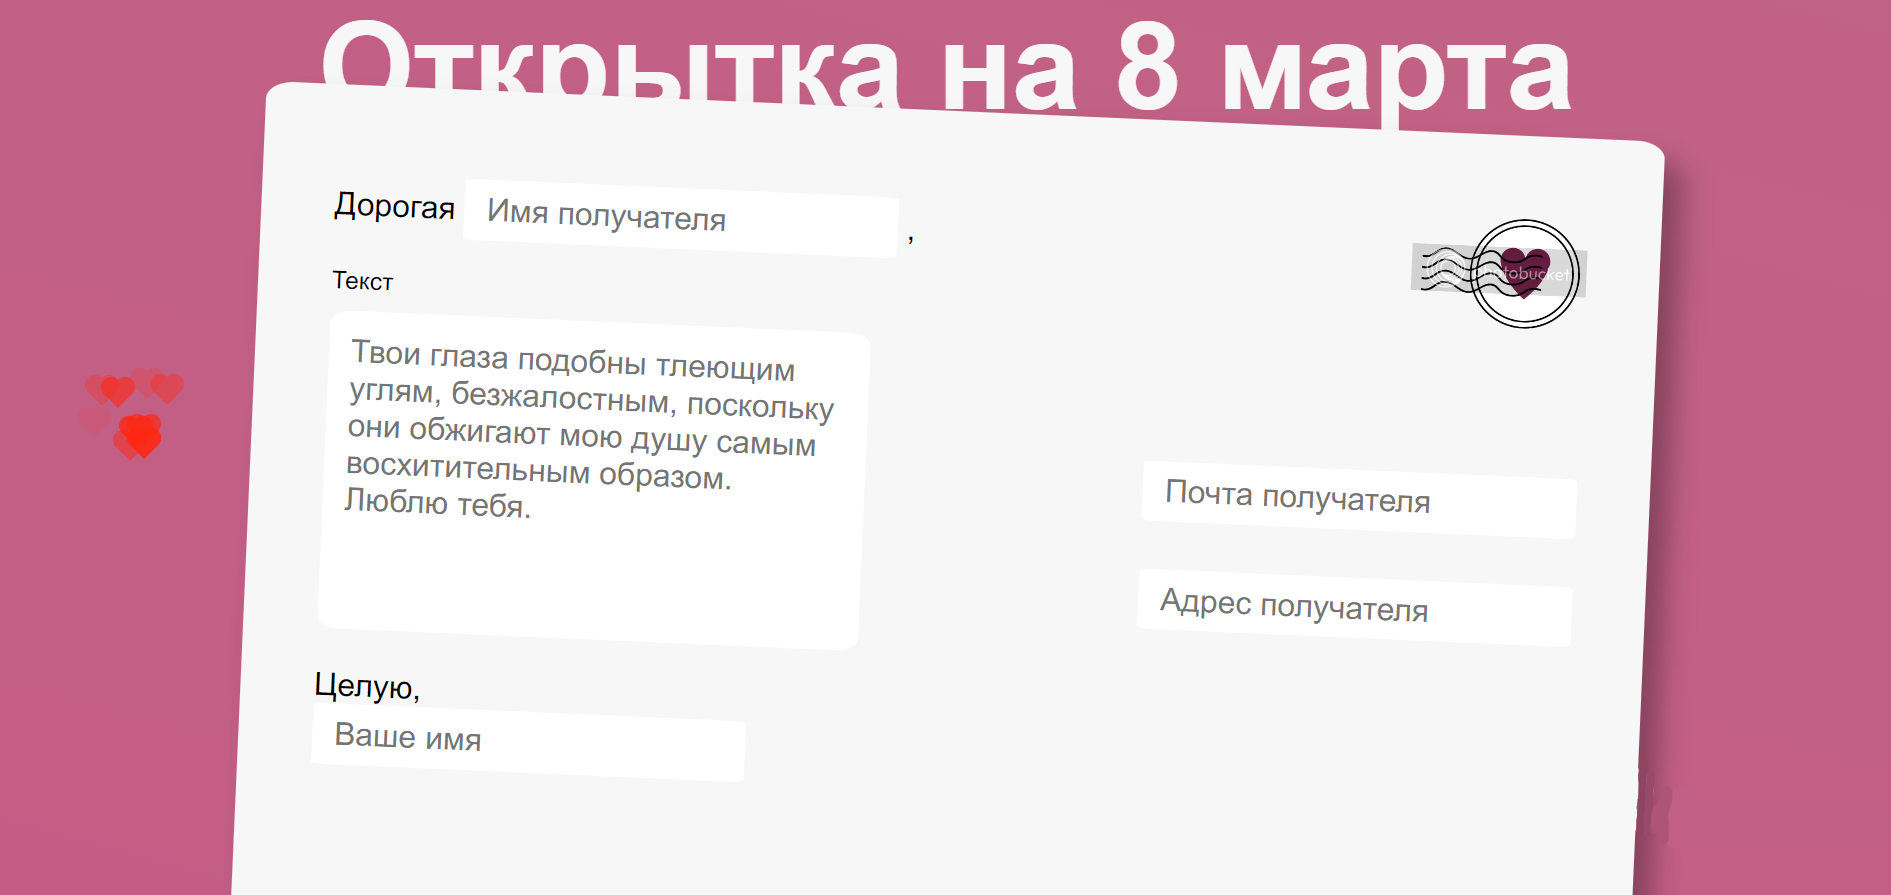 Открытка на 8 марта
Дорогая Имя получателя ,
photobucket
Текст
Твои глаза подобны тлеющим
углям, безжалостным, поскольку
они обжигают мою душу самым
восхитительным образом.
Люблю тебя.
Почта получателя
Адрес получателя
Целую,
Ваше имя